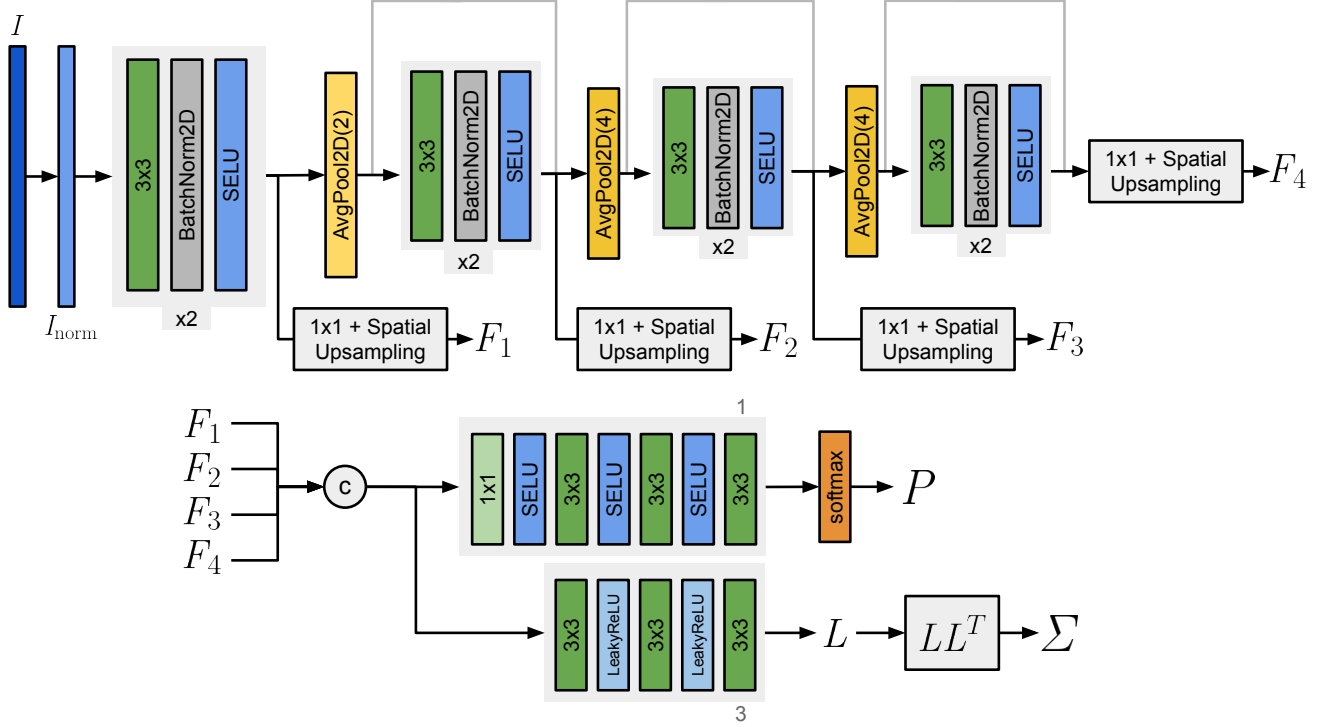 I
I_norm
3x3
BatchNorm2D
SELU
x2
AvgPool2D(2)
3x3
BatchNorm2D
SELU
x2
AvgPool2D(4)
3x3
BatchNorm2D
SELU
x2
AvgPool2D(4)
3x3
BatchNorm2D
SELU
x2
1x1 + Spatial
Upsampling
F_4
1x1 + Spatial
Upsampling
F_1
1x1 + Spatial
Upsampling
F_2
1x1 + Spatial
Upsampling
F_3
F_1
F_2
F_3
F_4
c
1
1x1
SELU
3x3
SELU
3x3
SELU
3x3
softmax
P
3x3
LeakyReLU
3x3
LeakyReLU
3x3
3
L
LL^T
Σ